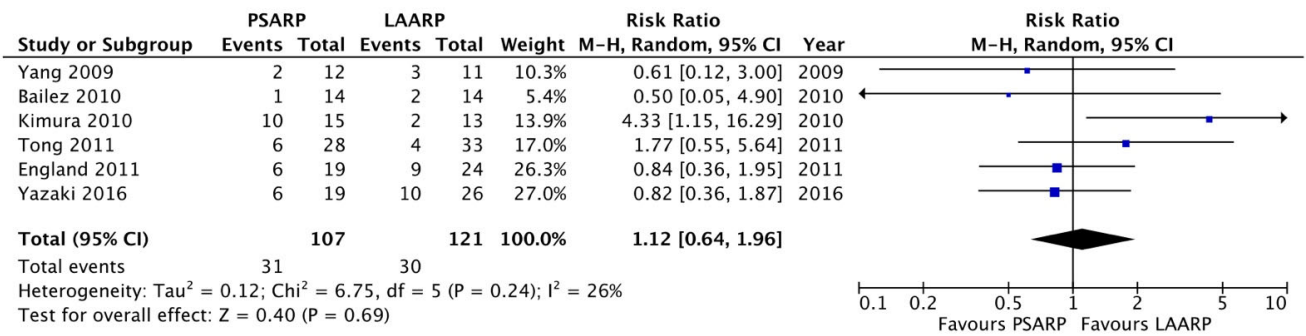 PSARP LAARP Risk Ratio Risk Ratio
Study or Subgroup Events Total Events Total Weight M-H, Random, 95% CI Year M-H, Random, 95% CI
Yang 2009 2 12 3 11 10.3% 0.61 [0.12, 3.00] 2009
Bailez 2010 1 14 2 14 5.4% 0.50 [0.05, 4.90] 2010
Kimura 2010 10 15 2 13 13.9% 4.33 [1.15, 16.29] 2010
Tong 2011 6 28 4 33 17.0% 1.77 [0.55, 5.64] 2011
England 2011 6 19 9 24 26.3% 0.84 [0.36, 1.95] 2011
Yazaki 2016 6 19 10 26 27.0% 0.82 [0.36, 1.87] 2016
Total (95% CI) 107 121 100.0% 1.12 [0.64, 1.96]
Total events 31 30
Heterogeneity: Tau² = 0.12; Chi² = 6.75, df = 5 (P = 0.24); I² = 26%
Test for overall effect: Z = 0.40 (P = 0.69)
0.1 0.2 0.5 1 2 5 10
Favours PSARP Favours LAARP